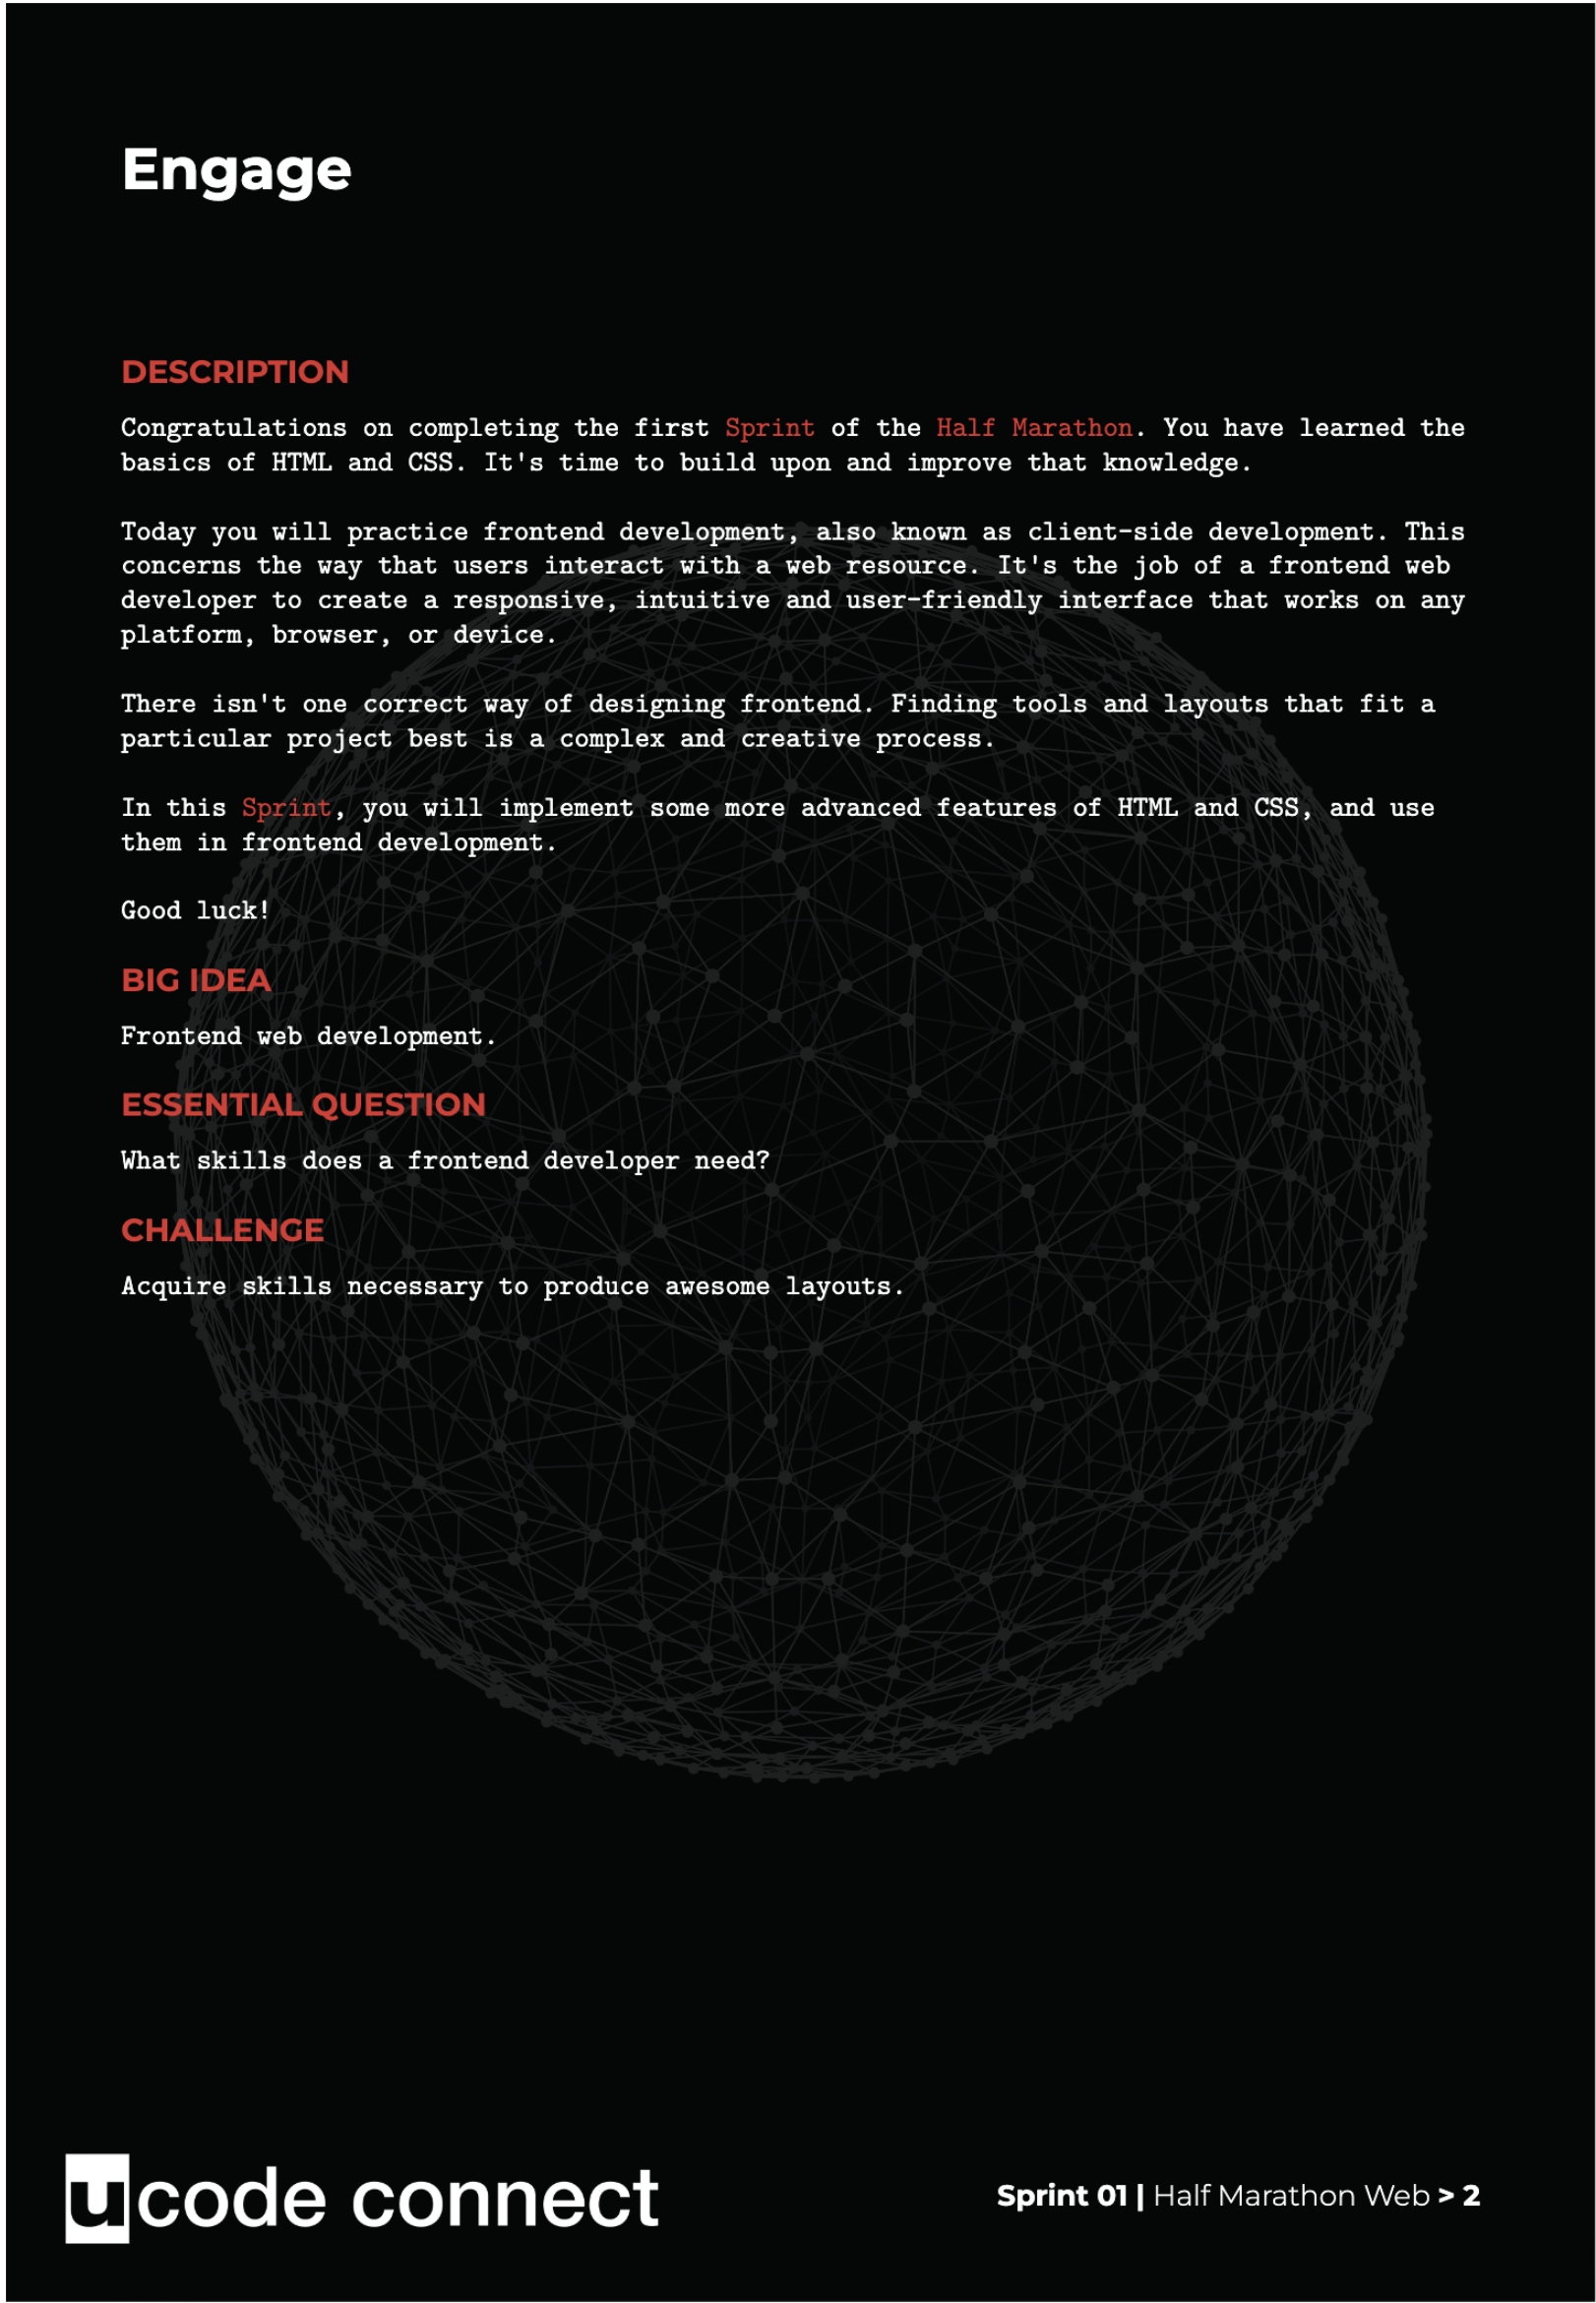 Engage
DESCRIPTION
Congratulations on completing the first Sprint of the Half Marathon. You have learned the
basics of HTML and CSS. It's time to build upon and improve that knowledge.
Today you will practice frontend development, also known as client-side development. This
concerns the way that users interact with a web resource. It's the job of a frontend web
developer to create a responsive, intuitive and user-friendly interface that works on any
platform, browser, or device.
There isn't one correct way of designing frontend. Finding tools and layouts that fit a
particular project best is a complex and creative process.
In this Sprint, you will implement some more advanced features of HTML and CSS, and use
them in frontend development.
Good luck!
BIG IDEA
Frontend web development.
ESSENTIAL QUESTION
What skills does a frontend developer need?
CHALLENGE
Acquire skills necessary to produce awesome layouts.
ucode connect
Sprint 01 | Half Marathon Web > 2